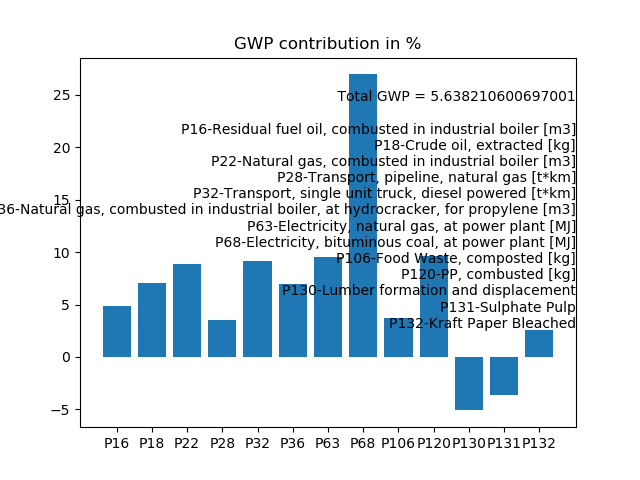 GWP contribution in %
Total GWP = 5.638210600697001
P16-Residual fuel oil, combusted in industrial boiler [m3]
P18-Crude oil, extracted [kg]
P22-Natural gas, combusted in industrial boiler [m3]
P28-Transport, pipeline, natural gas [t*km]
P32-Transport, single unit truck, diesel powered [t*km]
36-Natural gas, combusted in industrial boiler, at hydrocracker, for propylene [m3]
P63-Electricity, natural gas, at power plant [MJ]
P68-Electricity, bituminous coal, at power plant [MJ]
P106-Food Waste, composted [kg]
P120-PP, combusted [kg]
P130-Lumber formation and displacement
P131-Sulphate Pulp
P132-Kraft Paper Bleached
25
20
15
10
5
0
−5
P16 P18 P22 P28 P32 P36 P63 P68 P106 P120 P130 P131 P132